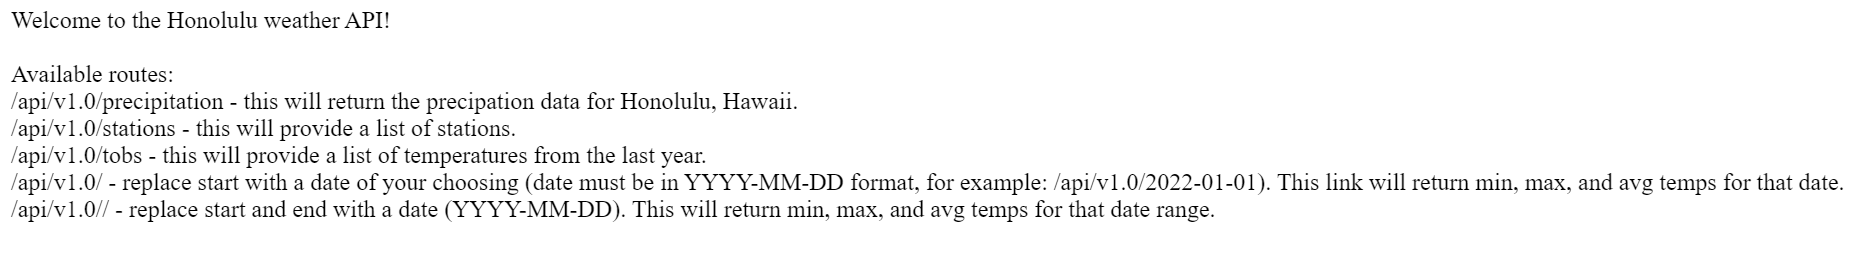 Welcome to the Honolulu weather API!
Available routes:
/api/v1.0/precipitation - this will return the precipation data for Honolulu, Hawaii.
/api/v1.0/stations - this will provide a list of stations.
/api/v1.0/tobs - this will provide a list of temperatures from the last year.
/api/v1.0/ - replace start with a date of your choosing (date must be in YYYY-MM-DD format, for example: /api/v1.0/2022-01-01). This link will return min, max, and avg temps for that date.
/api/v1.0// - replace start and end with a date (YYYY-MM-DD). This will return min, max, and avg temps for that date range.